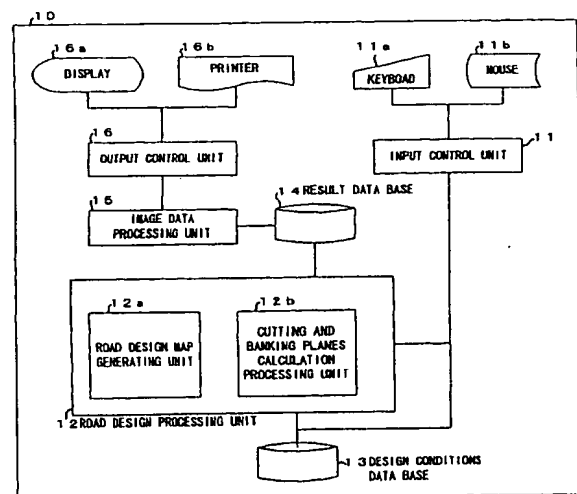 10
16a
16b
11a
11b
DISPLAY
PRINTER
KEYBOAD
MOUSE
16
11
OUTPUT CONTROL UNIT
INPUT CONTROL UNIT
15
14 RESULT DATA BASE
IMAGE DATA
PROCESSING UNIT
12a
12b
ROAD DESIGN MAP
GENERATING UNIT
CUTTING AND
BANKING PLANES
CALCULATION
PROCESSING UNIT
12 ROAD DESIGN PROCESSING UNIT
13 DESIGN CONDITIONS
DATA BASE